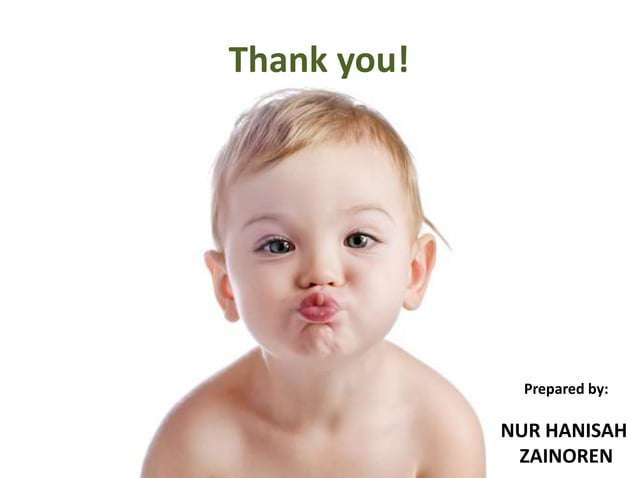 Thank you!
Prepared by:
NUR HANISAH
ZAINOREN